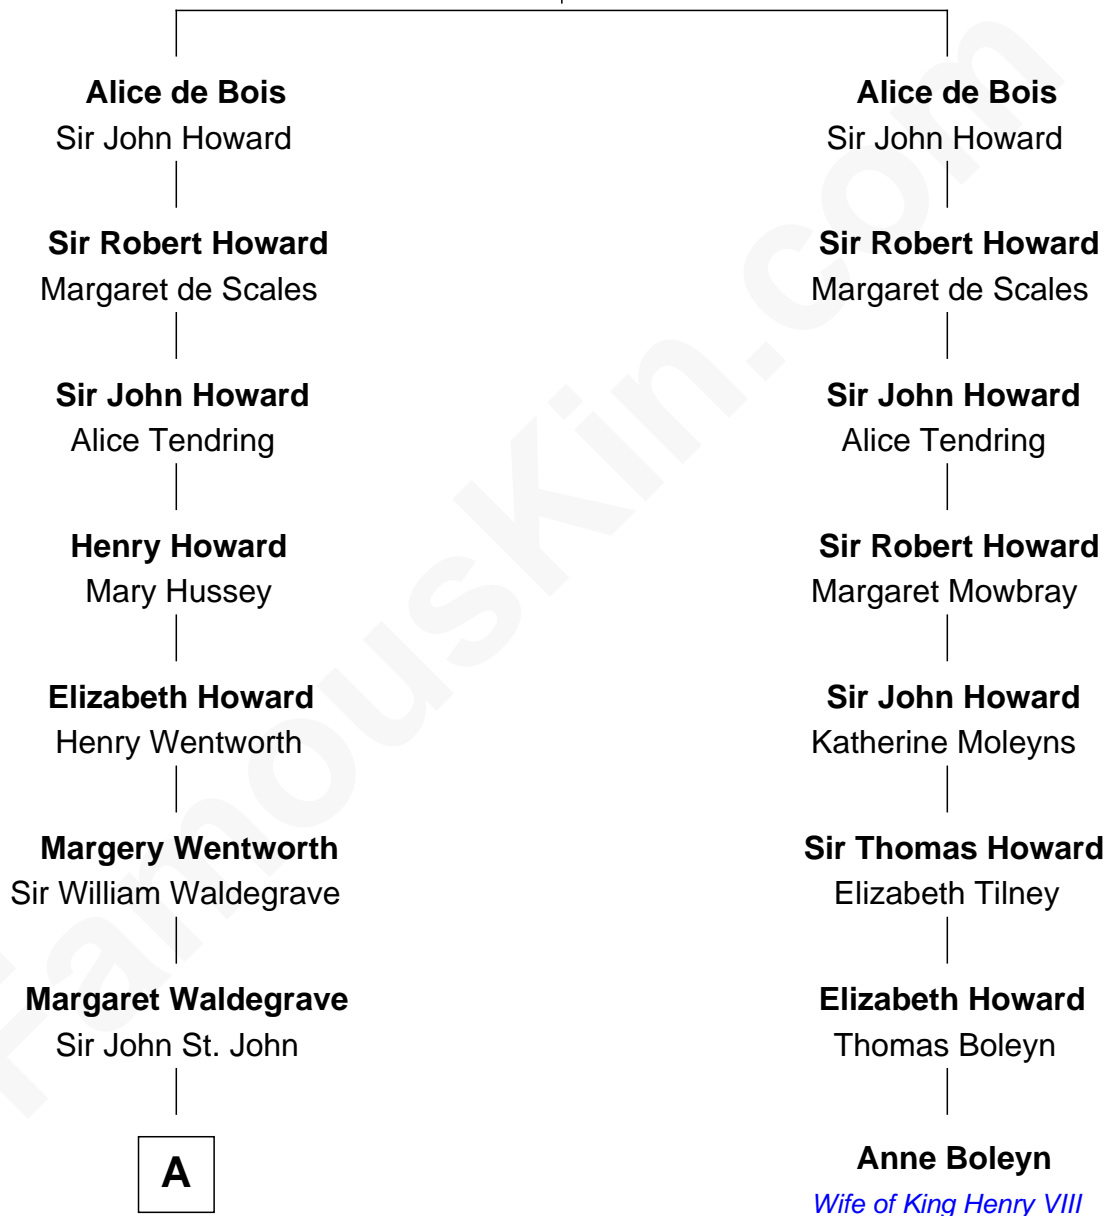 Alice de Bois
Sir John Howard
Sir Robert Howard
Margaret de Scales
Sir John Howard
Alice Tendring
Henry Howard
Mary Hussey
Elizabeth Howard
Henry Wentworth
Margery Wentworth
Sir William Waldegrave
Margaret Waldegrave
Sir John St. John
A
Alice de Bois
Sir John Howard
Sir Robert Howard
Margaret de Scales
Sir John Howard
Alice Tendring
Sir Robert Howard
Margaret Mowbray
Sir John Howard
Katherine Moleyns
Sir Thomas Howard
Elizabeth Tilney
Elizabeth Howard
Thomas Boleyn
Anne Boleyn
Wife of King Henry VIII
FamousKin.com